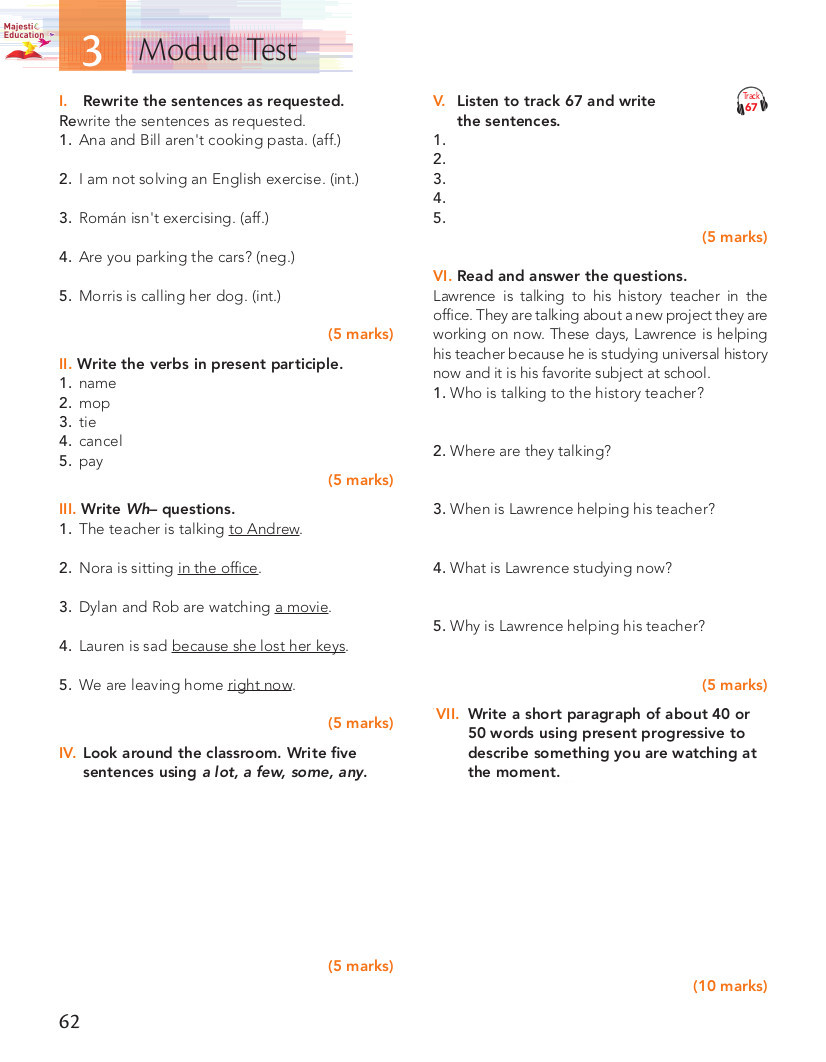 Majestic
Education
3 Module Test
I. Rewrite the sentences as requested.
Rewrite the sentences as requested.
1. Ana and Bill aren't cooking pasta. (aff.)
2. I am not solving an English exercise. (int.)
3. Román isn't exercising. (aff.)
4. Are you parking the cars? (neg.)
5. Morris is calling her dog. (int.)
(5 marks)
II. Write the verbs in present participle.
1. name
2. mop
3. tie
4. cancel
5. pay
(5 marks)
III. Write Wh– questions.
1. The teacher is talking to Andrew.
2. Nora is sitting in the office.
3. Dylan and Rob are watching a movie.
4. Lauren is sad because she lost her keys.
5. We are leaving home right now.
(5 marks)
IV. Look around the classroom. Write five
sentences using a lot, a few, some, any.
(5 marks)
V. Listen to track 67 and write
the sentences.
Track
67
1.
2.
3.
4.
5.
(5 marks)
VI. Read and answer the questions.
Lawrence is talking to his history teacher in the
office. They are talking about a new project they are
working on now. These days, Lawrence is helping
his teacher because he is studying universal history
now and it is his favorite subject at school.
1. Who is talking to the history teacher?
2. Where are they talking?
3. When is Lawrence helping his teacher?
4. What is Lawrence studying now?
5. Why is Lawrence helping his teacher?
(5 marks)
VII. Write a short paragraph of about 40 or
50 words using present progressive to
describe something you are watching at
the moment.
(10 marks)
62